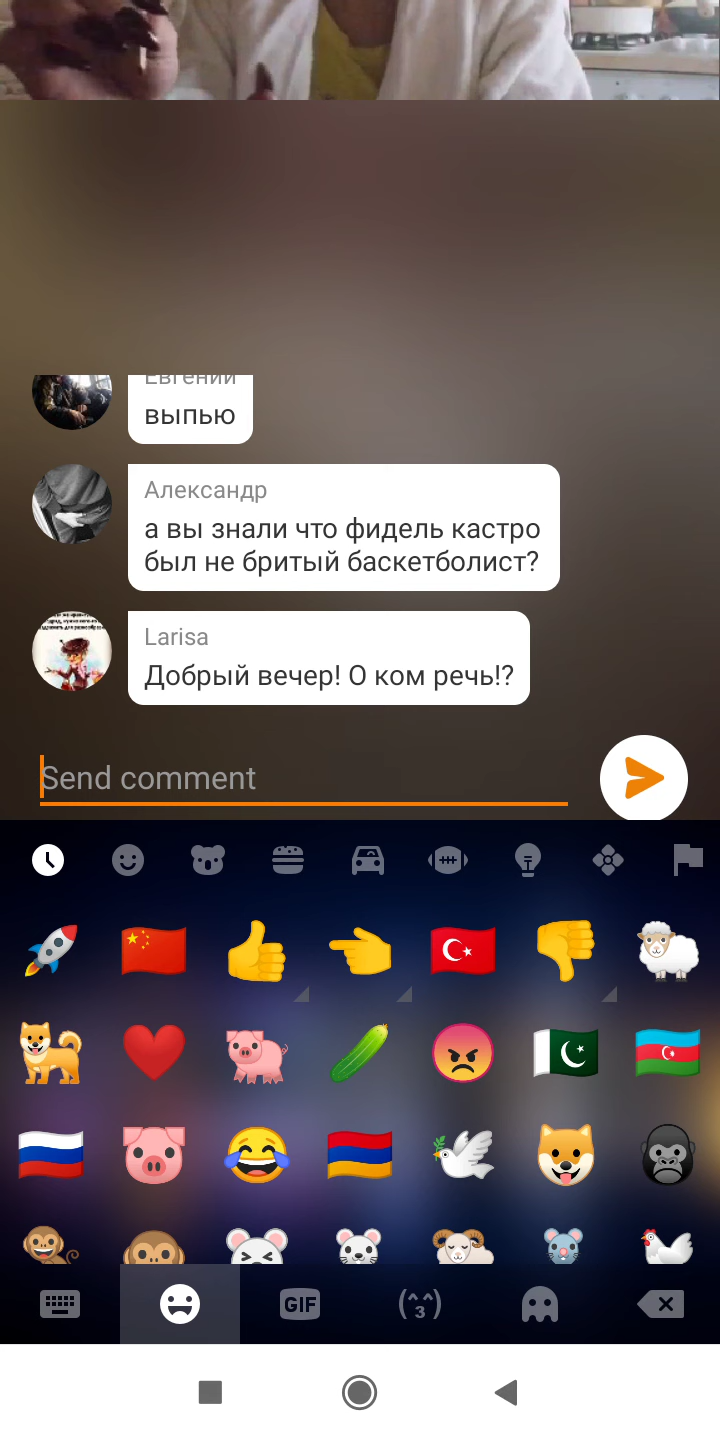 Евгений
выпью
Александр
а вы знали что фидель кастро
был не бритый баскетболист?
Larisa
Добрый вечер! О ком речь!?
Send comment
GIF